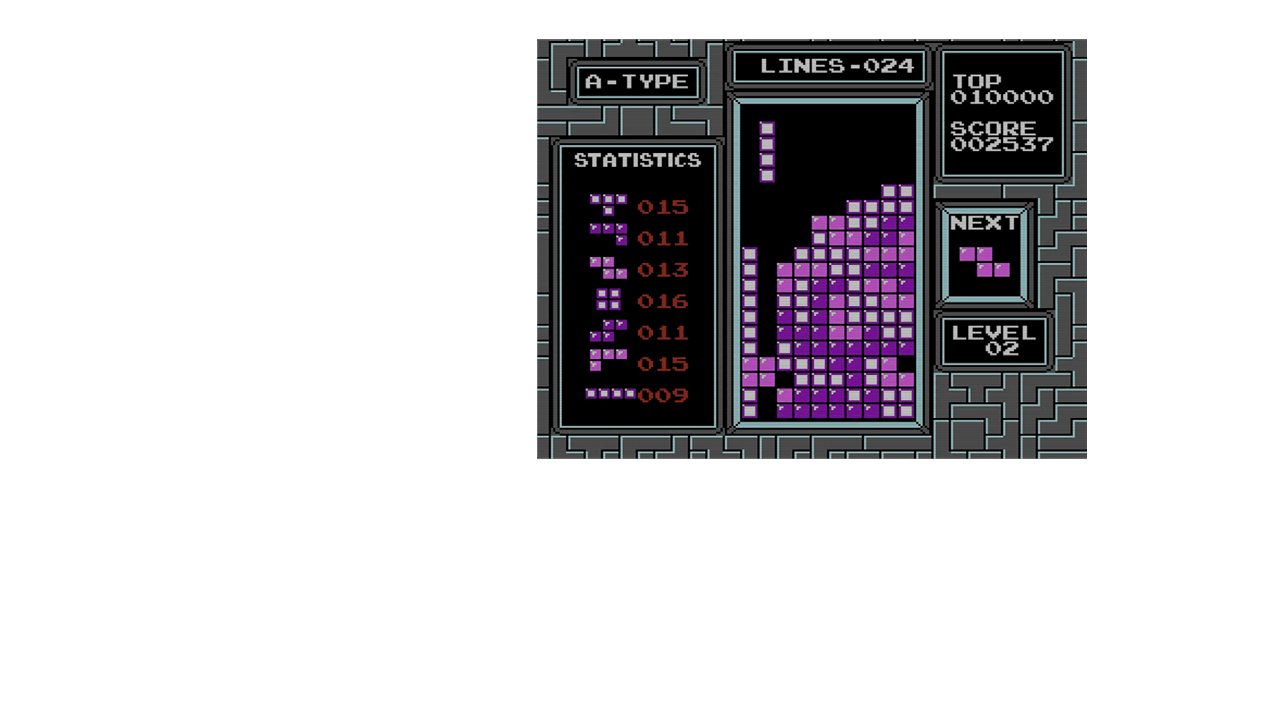 A-TYPE
LINES-024
TOP
010000
SCORE
002537
STATISTICS
015
011
013
016
011
015
009
NEXT
LEVEL
02